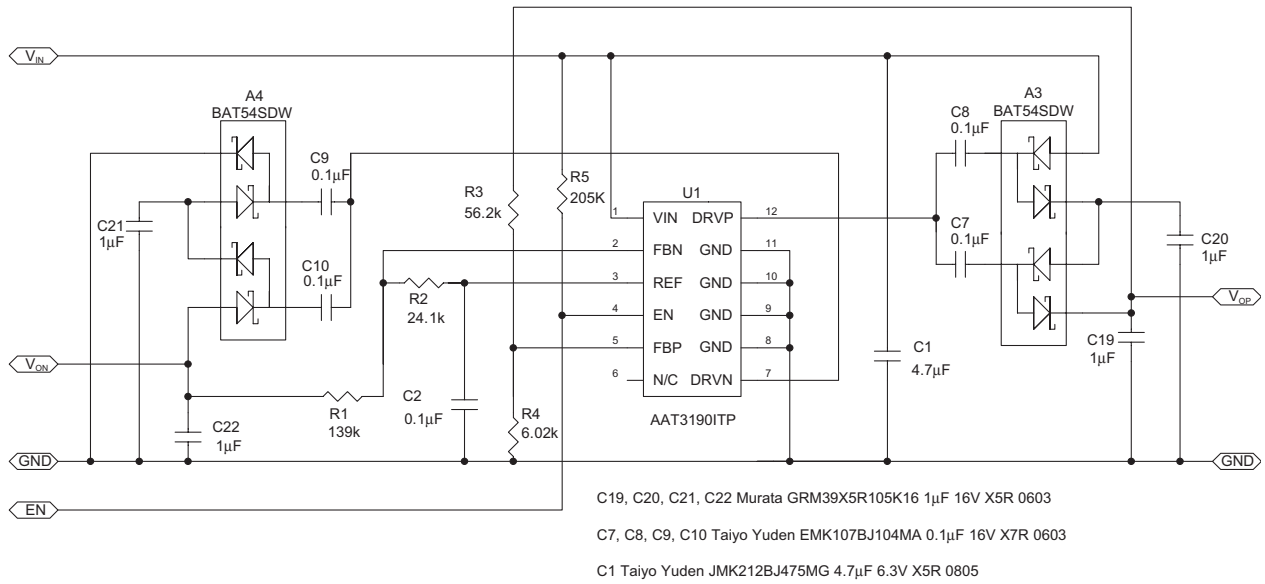 V_IN
A4
BAT54SDW
C9
0.1µF
C21
1µF
C10
0.1µF
V_ON
R3
56.2k
R5
205K
R2
24.1k
R1
139k
C2
0.1µF
R4
6.02k
C22
1µF
U1
1 VIN DRVP 12
2 FBN GND 11
3 REF GND 10
4 EN GND 9
5 FBP GND 8
6 N/C DRVN 7
AAT3190ITP
C1
4.7µF
A3
BAT54SDW
C8
0.1µF
C7
0.1µF
C20
1µF
V_OP
C19
1µF
GND
GND
EN
C19, C20, C21, C22 Murata GRM39X5R105K16 1µF 16V X5R 0603
C7, C8, C9, C10 Taiyo Yuden EMK107BJ104MA 0.1µF 16V X7R 0603
C1 Taiyo Yuden JMK212BJ475MG 4.7µF 6.3V X5R 0805